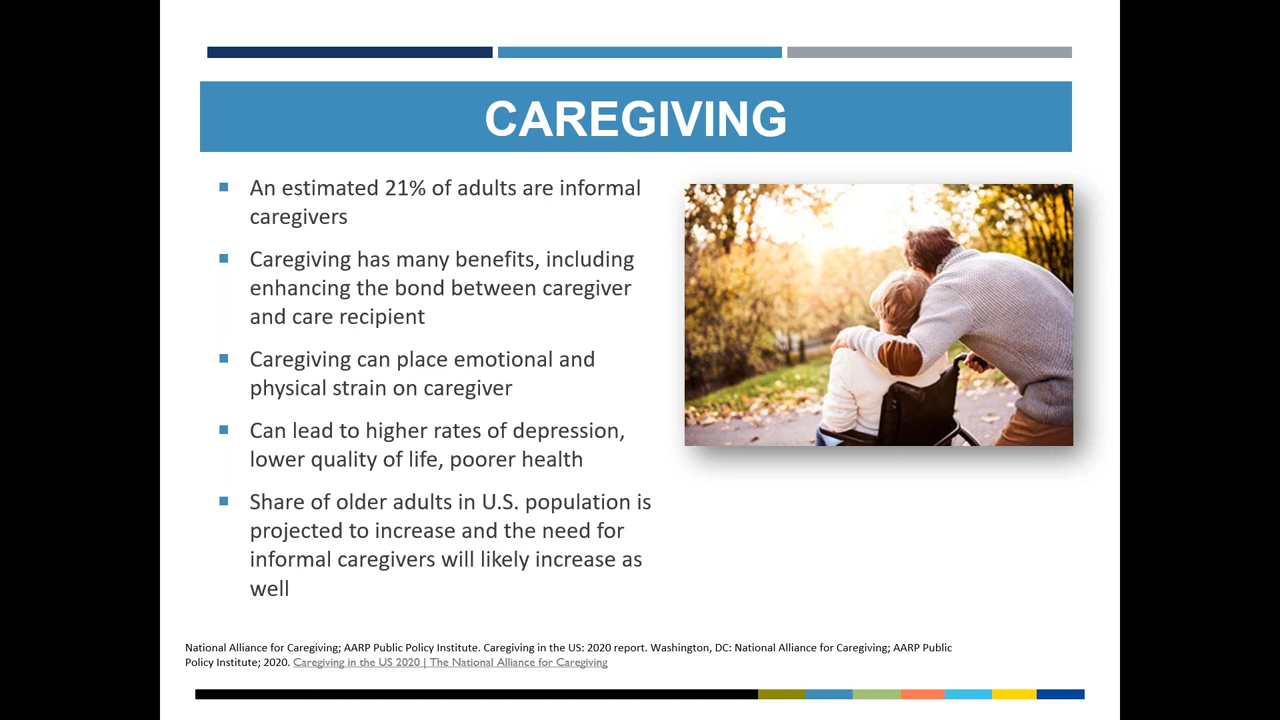 CAREGIVING
An estimated 21% of adults are informal
caregivers
Caregiving has many benefits, including
enhancing the bond between caregiver
and care recipient
Caregiving can place emotional and
physical strain on caregiver
Can lead to higher rates of depression,
lower quality of life, poorer health
Share of older adults in U.S. population is
projected to increase and the need for
informal caregivers will likely increase as
well
National Alliance for Caregiving; AARP Public Policy Institute. Caregiving in the US: 2020 report. Washington, DC: National Alliance for Caregiving; AARP Public
Policy Institute; 2020. Caregiving in the US 2020 | The National Alliance for Caregiving